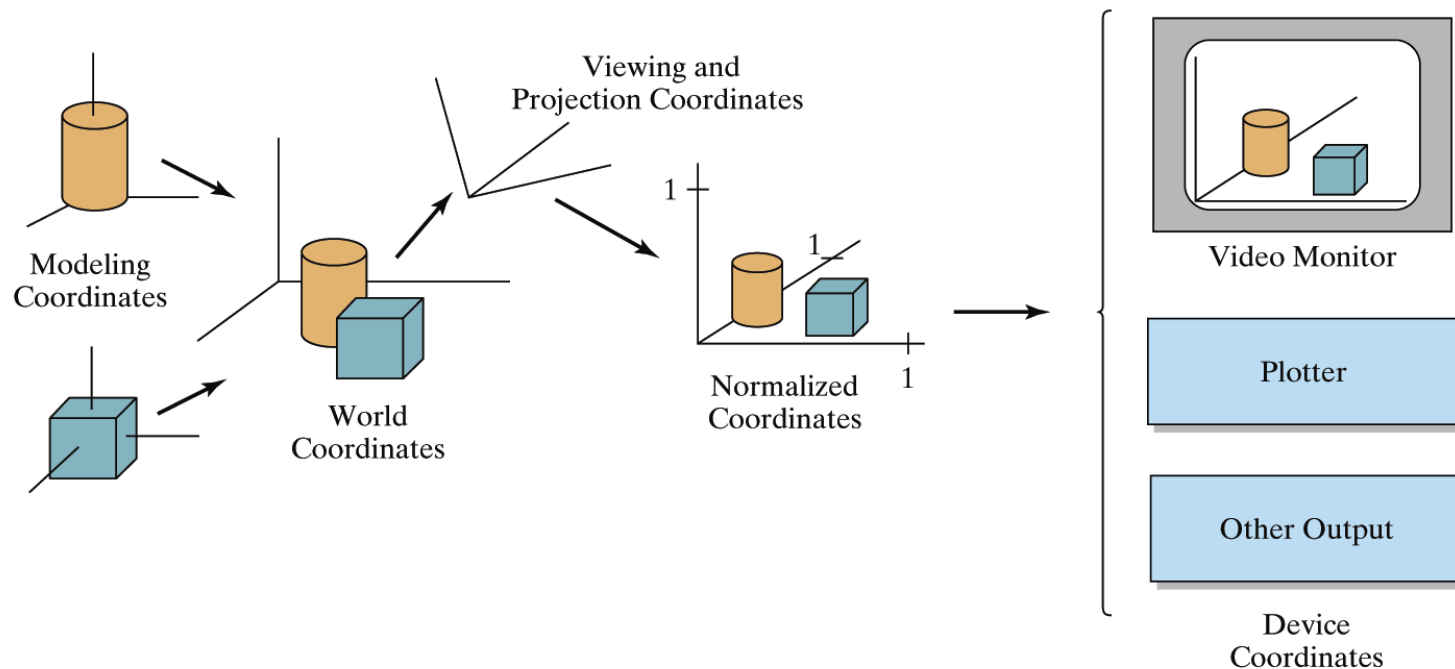 Modeling
Coordinates
World
Coordinates
Viewing and
Projection Coordinates
1
1
1
Normalized
Coordinates
Video Monitor
Plotter
Other Output
Device
Coordinates